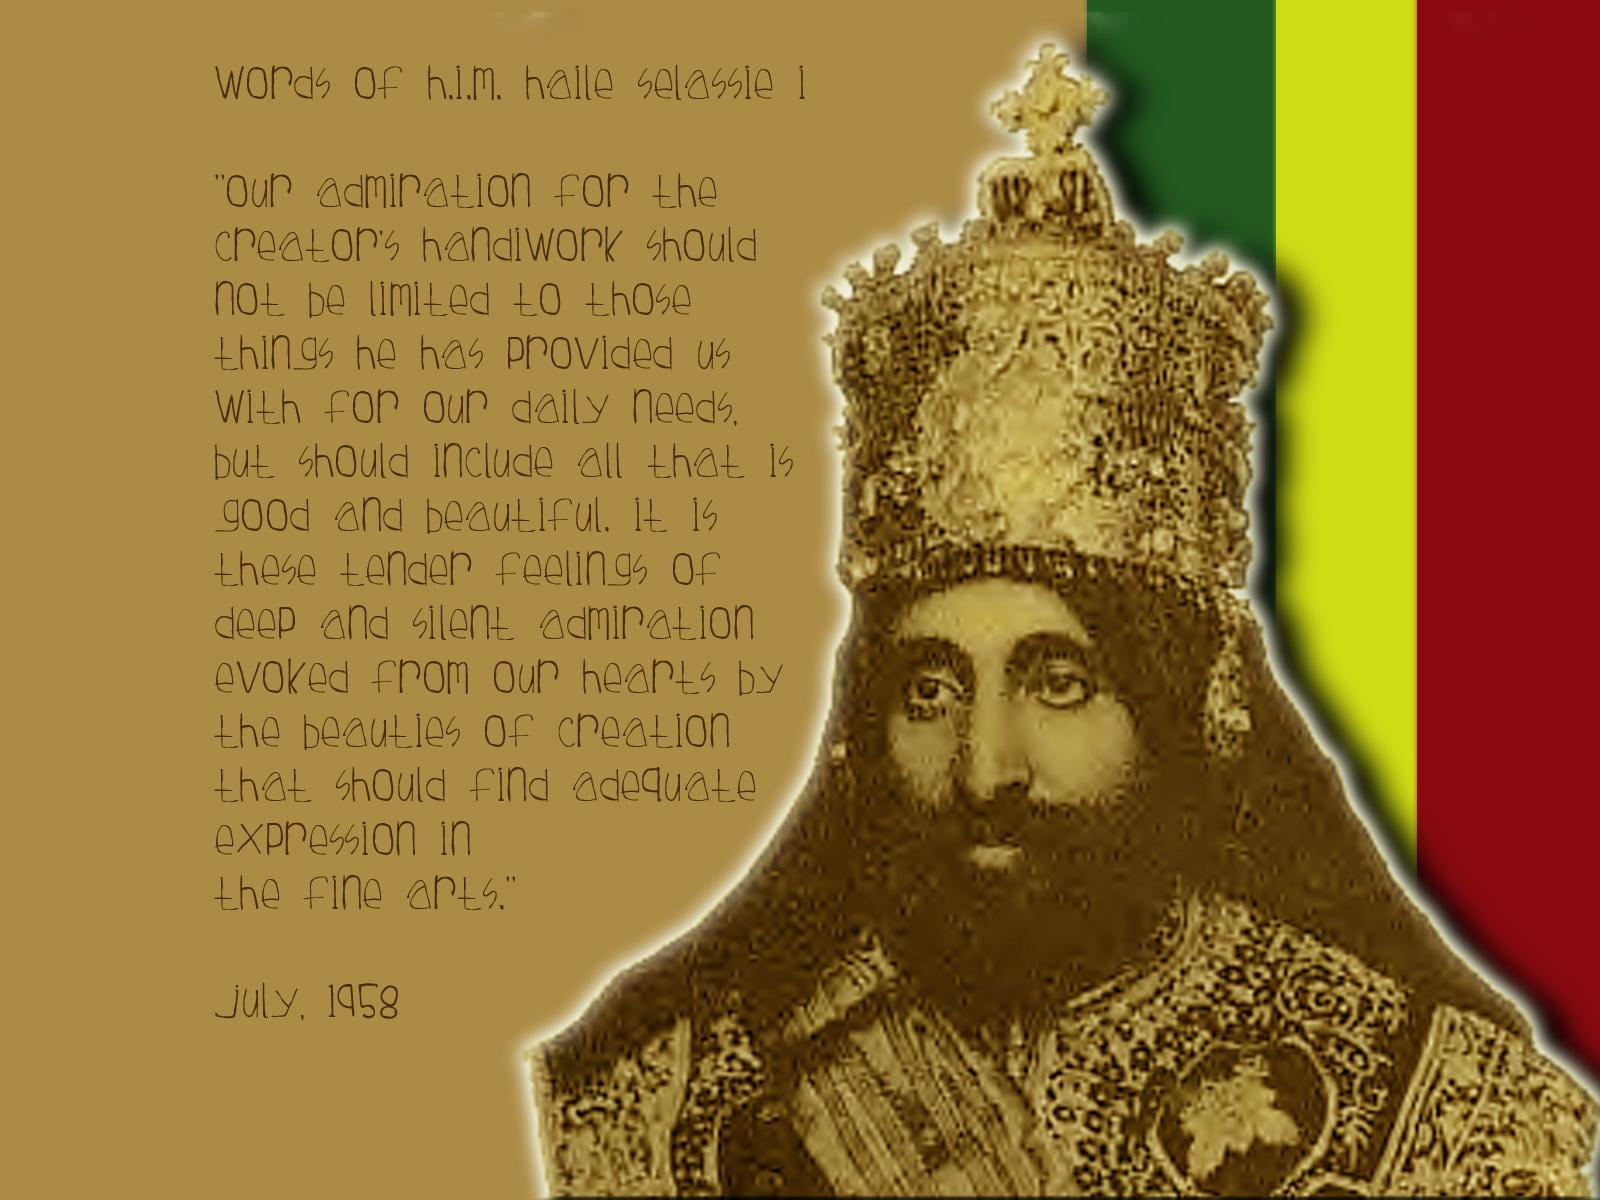 words of h.i.m. haile selassie i
"our admiration for the
creator's handiwork should
not be limited to those
things he has provided us
with for our daily needs,
but should include all that is
good and beautiful. it is
these tender feelings of
deep and silent admiration
evoked from our hearts by
the beauties of creation
that should find adequate
expression in
the fine arts."
july, 1958